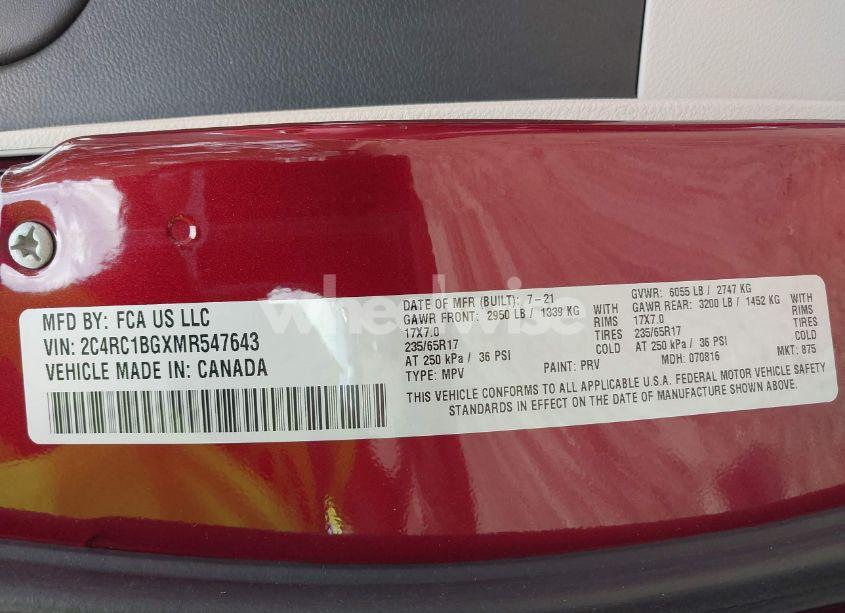 MFD BY: FCA US LLC
VIN: 2C4RC1BGXMR547643
VEHICLE MADE IN: CANADA
DATE OF MFR (BUILT): 7-21
GAWR FRONT: 2950 LB / 1339 KG WITH
17X7.0 RIMS
235/65R17 TIRES
AT 250 kPa / 36 PSI COLD
TYPE: MPV PAINT: PRV
GVWR: 6055 LB / 2747 KG
GAWR REAR: 3200 LB / 1452 KG WITH
17X7.0 RIMS
235/65R17 TIRES
AT 250 kPa / 36 PSI COLD
MDH: 070816 MKT: 875
THIS VEHICLE CONFORMS TO ALL APPLICABLE U.S.A. FEDERAL MOTOR VEHICLE SAFETY
STANDARDS IN EFFECT ON THE DATE OF MANUFACTURE SHOWN ABOVE.
wheelwise